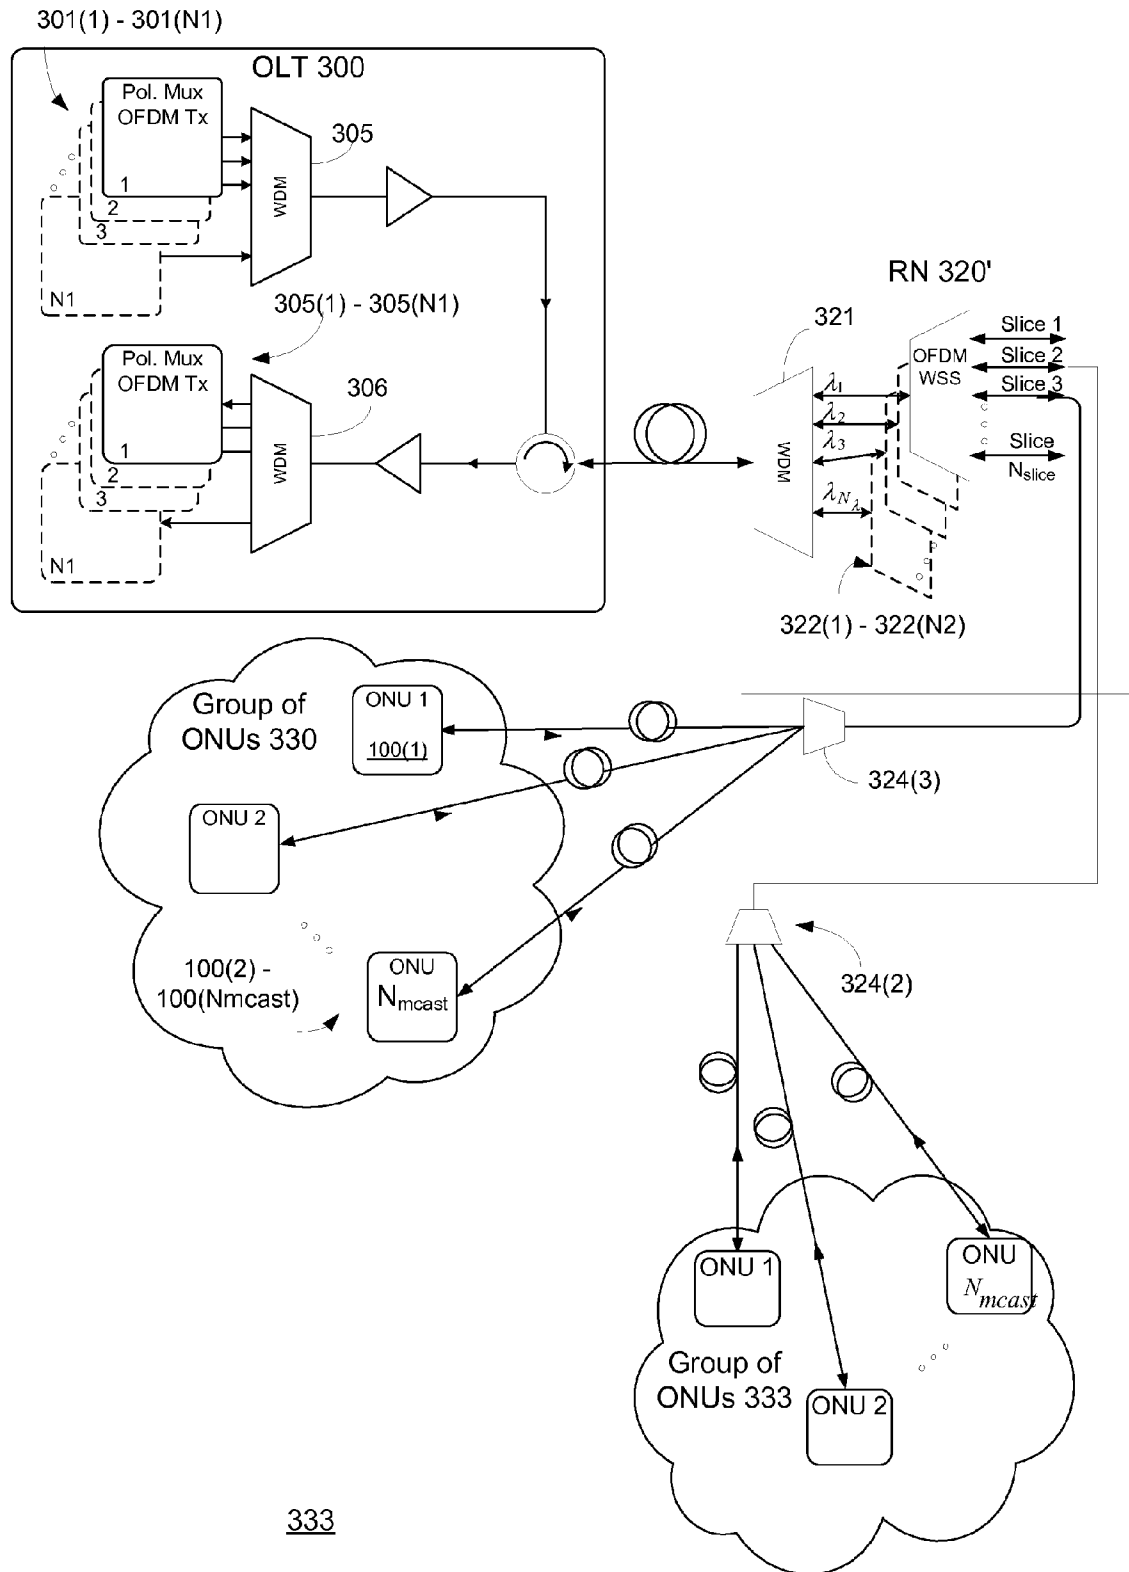 301(1) - 301(N1)
OLT 300
Pol. Mux
OFDM Tx
1
2
3
N1
WDM
305
305(1) - 305(N1)
Pol. Mux
OFDM Tx
1
2
3
N1
WDM
306
RN 320'
321
WDM
λ1
λ2
λ3
λNλ
OFDM
WSS
Slice 1
Slice 2
Slice 3
Slice
Nslice
322(1) - 322(N2)
Group of
ONUs 330
ONU 1
100(1)
ONU 2
100(2) -
100(Nmcast)
ONU
Nmcast
324(3)
324(2)
ONU 1
ONU
Nmcast
Group of
ONUs 333
ONU 2
333